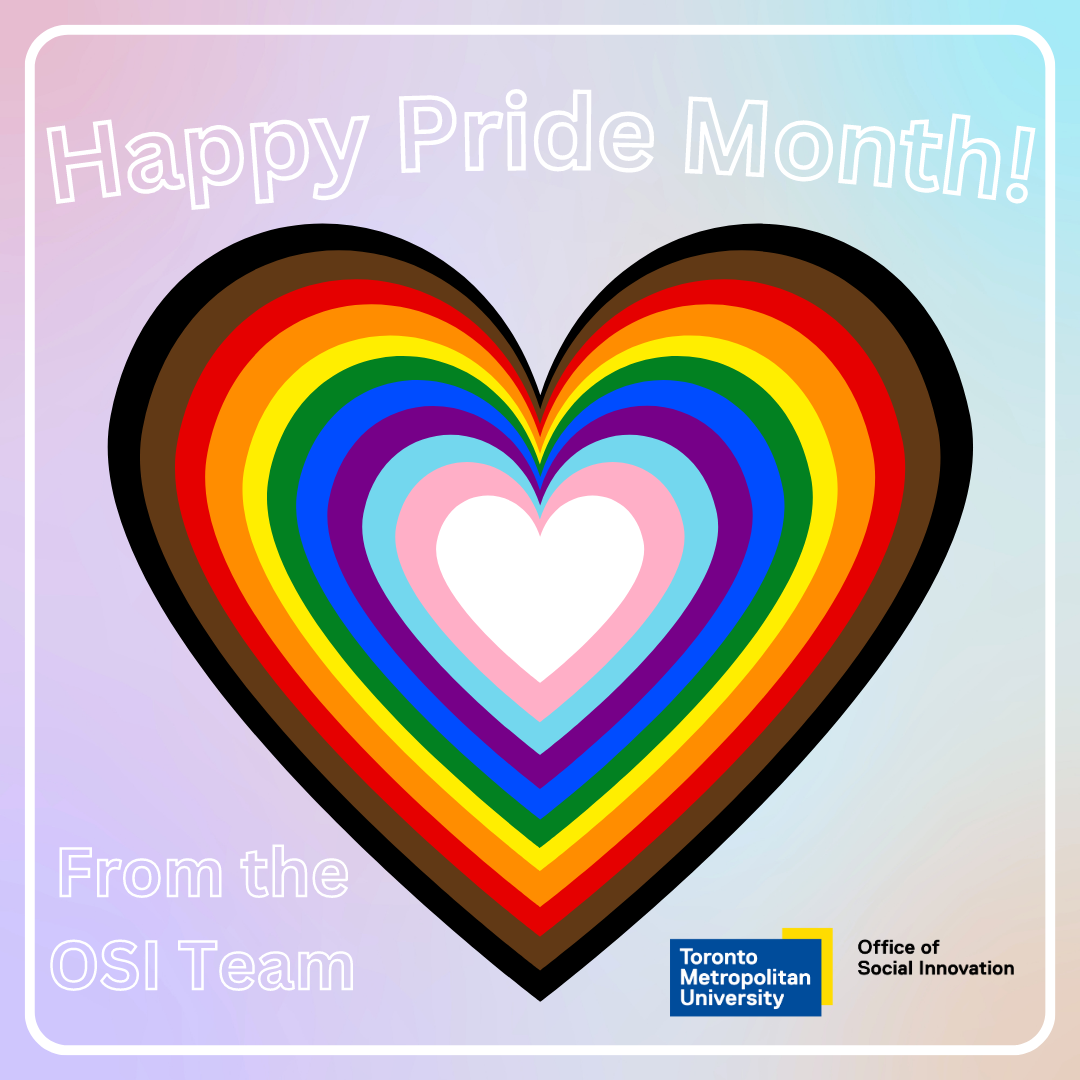 Happy Pride Month!
From the
OSI Team
Toronto
Metropolitan
University
Office of
Social Innovation